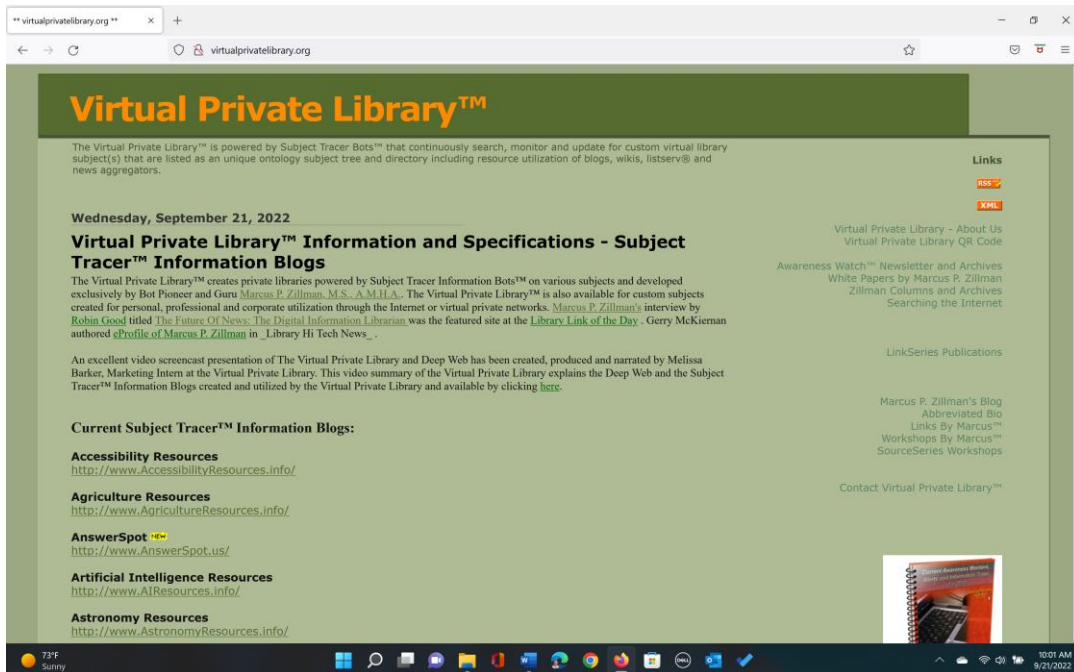 ** virtualprivatelibrary.org **
virtualprivatelibrary.org
Virtual Private Library™
The Virtual Private Library™ is powered by Subject Tracer Bots™ that continuously search, monitor and update for custom virtual library
subject(s) that are listed as an unique ontology subject tree and directory including resource utilization of blogs, wikis, listserv® and
news aggregators.
Wednesday, September 21, 2022
Virtual Private Library™ Information and Specifications - Subject
Tracer™ Information Blogs
The Virtual Private Library™ creates private libraries powered by Subject Tracer Information Bots™ on various subjects and developed
exclusively by Bot Pioneer and Guru Marcus P. Zillman, M.S., A.M.H.A.. The Virtual Private Library™ is also available for custom subjects
created for personal, professional and corporate utilization through the Internet or virtual private networks. Marcus P. Zillman's interview by
Robin Good titled The Future Of News: The Digital Information Librarian was the featured site at the Library Link of the Day . Gerry McKiernan
authored eProfile of Marcus P. Zillman in _Library Hi Tech News_ .
An excellent video screencast presentation of The Virtual Private Library and Deep Web has been created, produced and narrated by Melissa
Barker, Marketing Intern at the Virtual Private Library. This video summary of the Virtual Private Library explains the Deep Web and the Subject
Tracer™ Information Blogs created and utilized by the Virtual Private Library and available by clicking here.
Current Subject Tracer™ Information Blogs:
Accessibility Resources
http://www.AccessibilityResources.info/
Agriculture Resources
http://www.AgricultureResources.info/
AnswerSpot NEW
http://www.AnswerSpot.us/
Artificial Intelligence Resources
http://www.AIResources.info/
Astronomy Resources
http://www.AstronomyResources.info/
Links
RSS
XML
Virtual Private Library - About Us
Virtual Private Library QR Code
Awareness Watch™ Newsletter and Archives
White Papers by Marcus P. Zillman
Zillman Columns and Archives
Searching the Internet
LinkSeries Publications
Marcus P. Zillman's Blog
Abbreviated Bio
Links By Marcus™
Workshops By Marcus™
SourceSeries Workshops
Contact Virtual Private Library™
73°F
Sunny
DELL
10:01 AM
9/21/2022